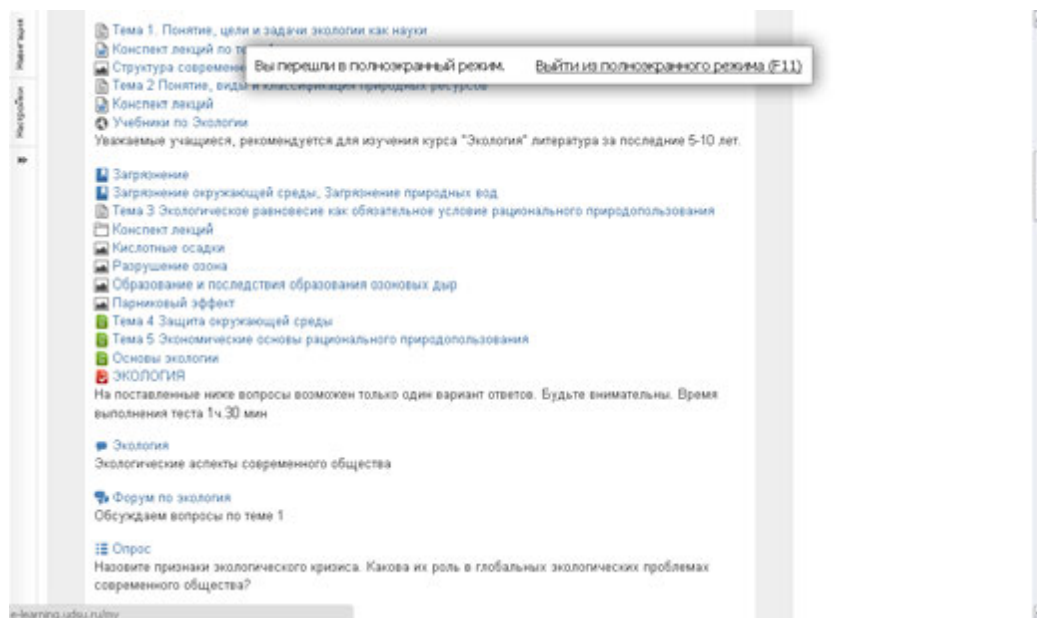 Навигация
Настройки
Тема 1. Понятие, цели и задачи экологии как науки
Конспект лекций по
Структура
Вы перешли в полноэкранный режим. Выйти из полноэкранного режима (F11)
Тема 2 Понятие, виды и классификация природных ресурсов
Конспект лекций
Учебники по Экологии
Уважаемые учащиеся, рекомендуется для изучения курса "Экология" литература за последние 5-10 лет.
Загрязнение
Загрязнение окружающей среды, Загрязнение природных вод
Тема 3 Экологическое равновесие как обязательное условие рационального природопользования
Конспект лекций
Кислотные осадки
Разрушение озона
Образование и последствия образования озоновых дыр
Парниковый эффект
Тема 4 Защита окружающей среды
Тема 5 Экономические основы рационального природопользования
Основы экологии
ЭКОЛОГИЯ
На поставленные ниже вопросы возможен только один вариант ответов. Будьте внимательны. Время
выполнения теста 1ч.30 мин
Экология
Экологические аспекты современного общества
Форум по экология
Обсуждаем вопросы по теме 1
Опрос
Назовите признаки экологического кризиса. Какова их роль в глобальных экологических проблемах
современного общества?
e-learning.udsu.ru/my